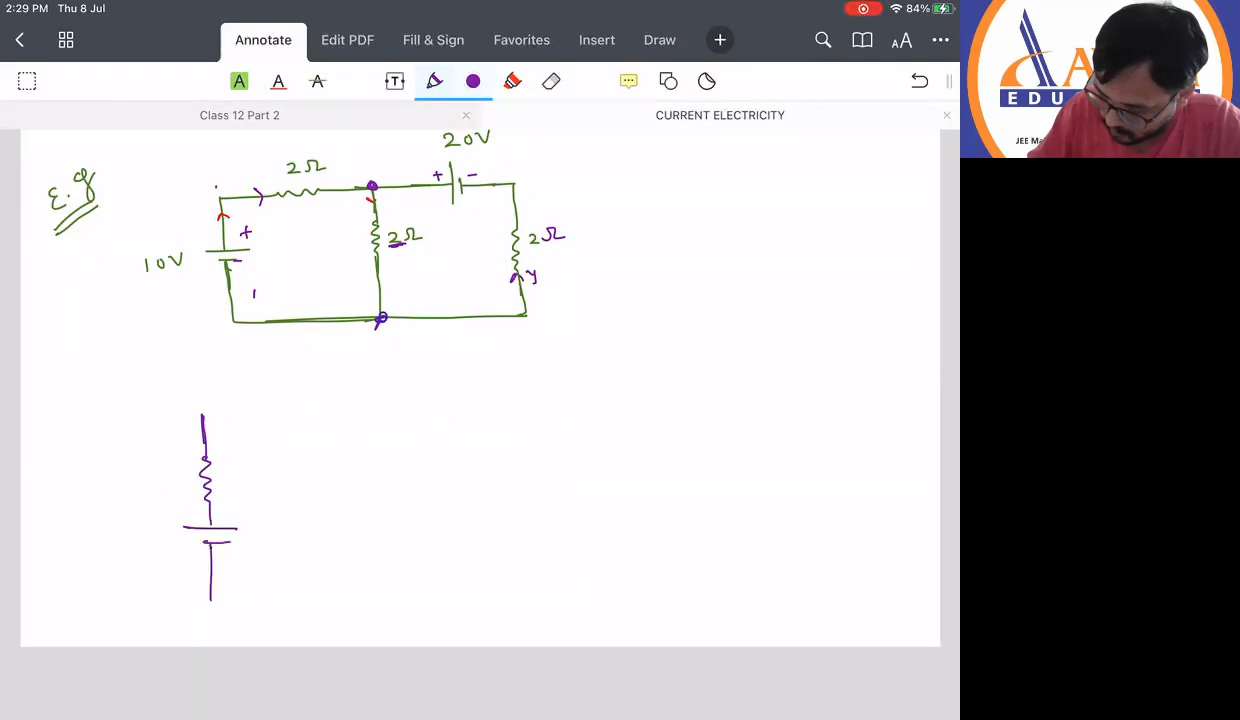 2:29 PM Thu 8 Jul
84%
Annotate Edit PDF Fill & Sign Favorites Insert Text Draw
Class 12 Part 2
CURRENT ELECTRICITY
20V
2Ω
+ -
E.g
+
2Ω
2Ω
10V
-
y
A
EDU